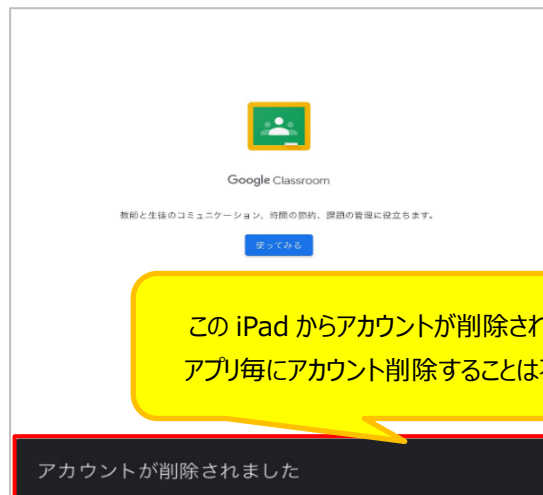 Google Classroom
教師と生徒のコミュニケーション、時間の節約、課題の管理に役立ちます。
使ってみる
この iPad からアカウントが削除され
アプリ毎にアカウント削除することは
アカウントが削除されました